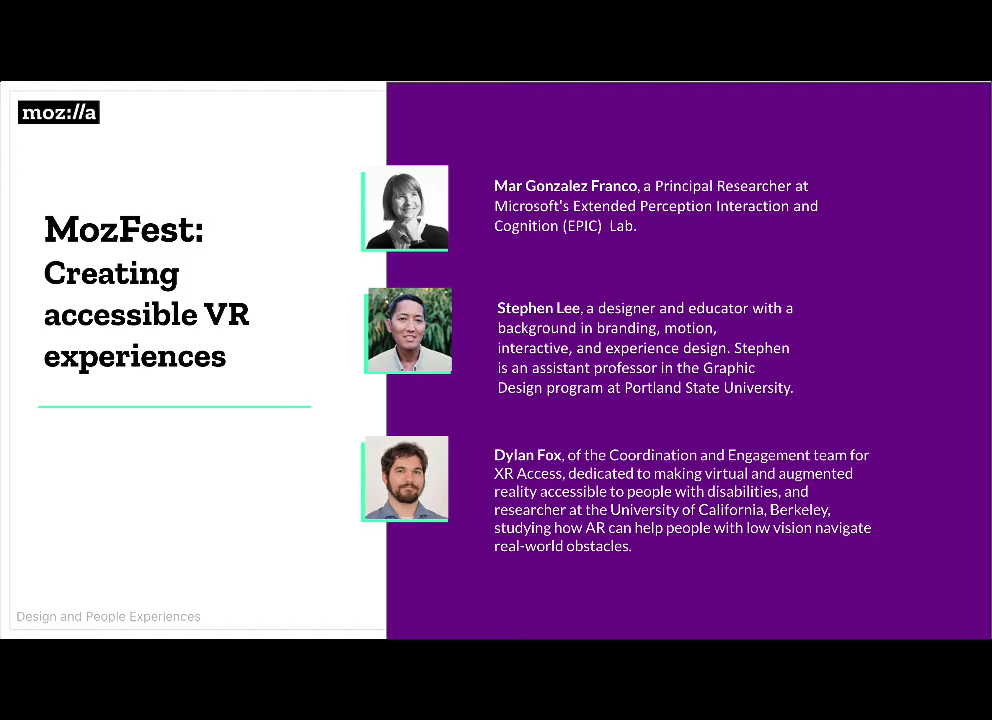 moz://a
MozFest:
Creating
accessible VR
experiences
Mar Gonzalez Franco, a Principal Researcher at
Microsoft's Extended Perception Interaction and
Cognition (EPIC) Lab.
Stephen Lee, a designer and educator with a
background in branding, motion,
interactive, and experience design. Stephen
is an assistant professor in the Graphic
Design program at Portland State University.
Dylan Fox, of the Coordination and Engagement team for
XR Access, dedicated to making virtual and augmented
reality accessible to people with disabilities, and
researcher at the University of California, Berkeley,
studying how AR can help people with low vision navigate
real-world obstacles.
Design and People Experiences